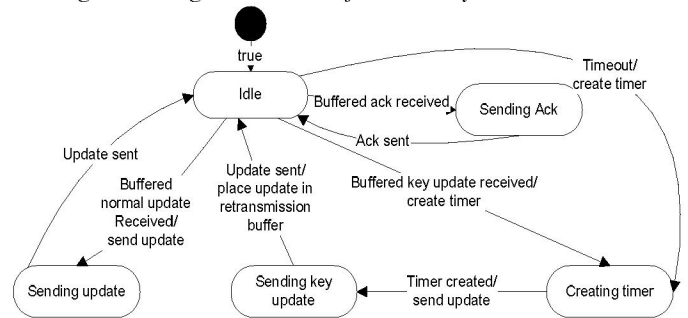 true
Idle
Timeout/
create timer
Buffered ack received
Sending Ack
Ack sent
Update sent
Buffered
normal update
Received/
send update
Update sent/
place update in
retransmission
buffer
Buffered key update received/
create timer
Sending update
Sending key
update
Timer created/
send update
Creating timer